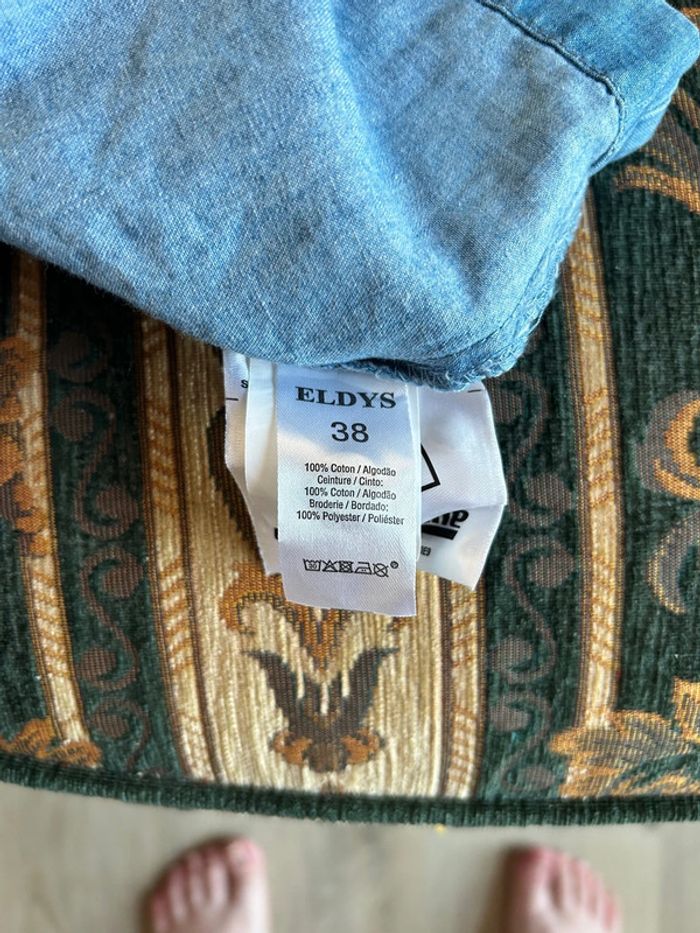 ELDYS
38
100% Coton / Algodão
Ceinture / Cinto:
100% Coton / Algodão
Broderie / Bordado:
100% Polyester / Poliéster